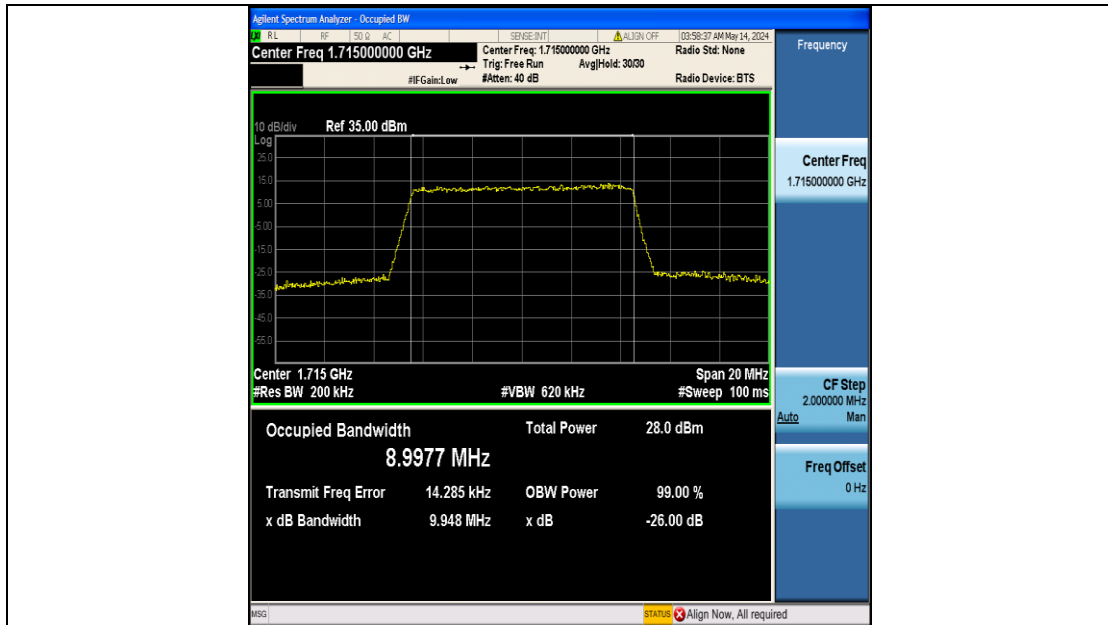 Agilent Spectrum Analyzer - Occupied BW
RL RF 50 Ω AC SENSE:INT ALIGN OFF 03:58:37 AM May 14, 2024
Center Freq 1.715000000 GHz
Center Freq: 1.715000000 GHz
Radio Std: None
Trig: Free Run Avg|Hold: 30/30
#IFGain:Low
#Atten: 40 dB
Radio Device: BTS
Frequency
10 dB/div Ref 35.00 dBm
Log
25.0
15.0
5.00
-5.00
-15.0
-25.0
-35.0
-45.0
-55.0
Center 1.715 GHz Span 20 MHz
#Res BW 200 kHz #VBW 620 kHz #Sweep 100 ms
Center Freq
1.715000000 GHz
CF Step
2.000000 MHz
Auto Man
Freq Offset
0 Hz
Occupied Bandwidth Total Power 28.0 dBm
8.9977 MHz
Transmit Freq Error 14.285 kHz OBW Power 99.00 %
x dB Bandwidth 9.948 MHz x dB -26.00 dB
MSG STATUS Align Now, All required